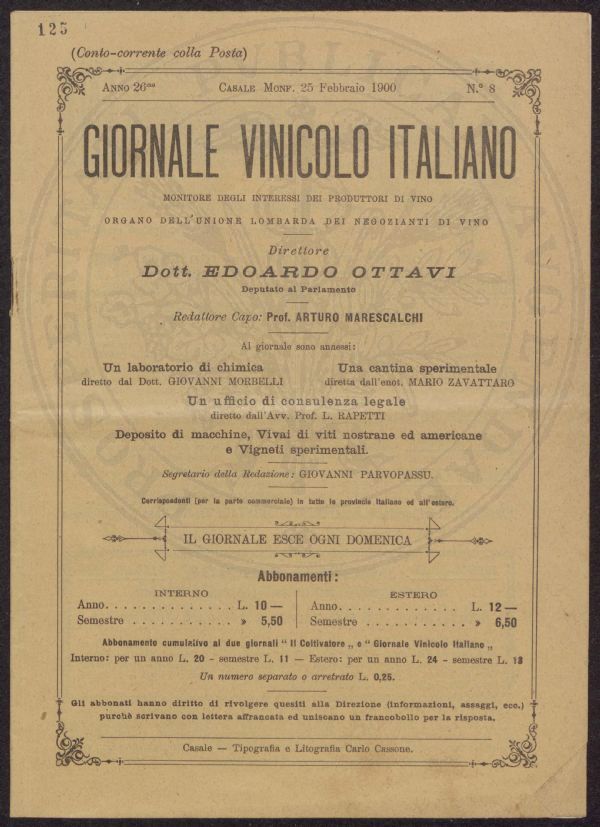 125
(Conto-corrente colla Posta)
Anno 26mo Casale Monf. 25 Febbraio 1900 N.° 8
GIORNALE VINICOLO ITALIANO
MONITORE DEGLI INTERESSI DEI PRODUTTORI DI VINO
ORGANO DELL'UNIONE LOMBARDA DEI NEGOZIANTI DI VINO
Direttore
Dott. EDOARDO OTTAVI
Deputato al Parlamento
Redattore Capo: Prof. ARTURO MARESCALCHI
Al giornale sono annessi:
Un laboratorio di chimica Una cantina sperimentale
diretto dal Dott. GIOVANNI MORBELLI diretta dall'enot. MARIO ZAVATTARO
Un ufficio di consulenza legale
diretto dall'Avv. Prof. L. RAPETTI
Deposito di macchine, Vivai di viti nostrane ed americane
e Vigneti sperimentali.
Segretario della Redazione: GIOVANNI PARVOPASSU.
Corrispondenti (per la parte commerciale) in tutte le provincie italiane ed all'estero.
IL GIORNALE ESCE OGNI DOMENICA
Abbonamenti:
INTERNO ESTERO
Anno. . . . . . . . . . . . . L. 10 — Anno. . . . . . . . . . . . . L. 12 —
Semestre . . . . . . . . . . » 5,50 Semestre . . . . . . . . . . » 6,50
Abbonamento cumulativo ai due giornali “ Il Coltivatore „ e “ Giornale Vinicolo Italiano „
Interno: per un anno L. 20 - semestre L. 11 — Estero: per un anno L. 24 - semestre L. 13
Un numero separato o arretrato L. 0,25.
Gli abbonati hanno diritto di rivolgere quesiti alla Direzione (informazioni, assaggi, ecc.)
purchè scrivano con lettera affrancata ed uniscano un francobollo per la risposta.
Casale — Tipografia e Litografia Carlo Cassone.